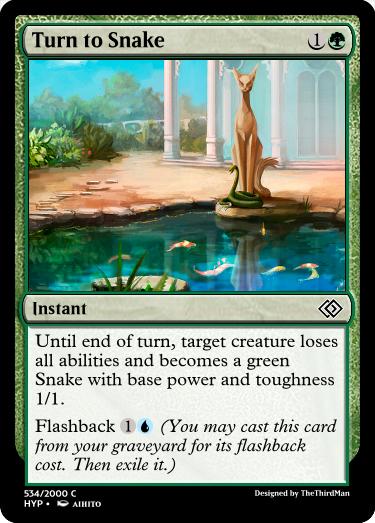 Turn to Snake 1
Instant
Until end of turn, target creature loses
all abilities and becomes a green
Snake with base power and toughness
1/1.
Flashback 1 (You may cast this card
from your graveyard for its flashback
cost. Then exile it.)
534/2000 C
HYP • AIHITO
Designed by TheThirdMan